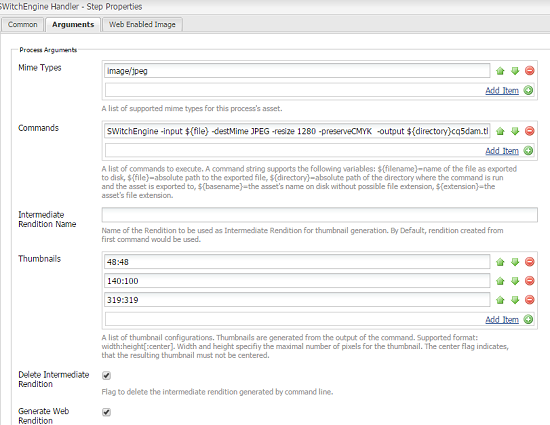 SWitchEngine Handler - Step Properties
Common Arguments Web Enabled Image
Process Arguments
Mime Types
image/jpeg
Add Item
A list of supported mime types for this process's asset.
Commands
SWitchEngine -input ${file} -destMime JPEG -resize 1280 -preserveCMYK -output ${directory}cq5dam.th
Add Item
A list of commands to execute. A command string supports the following variables: ${filename}=name of the file as exported
to disk, ${file}=absolute path to the exported file, ${directory}=absolute path of the directory where the command is run
and the asset is exported to, ${basename}=the asset's name on disk without possible file extension, ${extension}=the
asset's file extension.
Intermediate
Rendition Name
Name of the Rendition to be used as Intermediate Rendition for thumbnail generation. By Default, rendition created from
first command would be used.
Thumbnails
48:48
140:100
319:319
Add Item
A list of thumbnail configurations. Thumbnails are generated from the output of the command. Supported format:
width:height[:center]. Width and height specifiy the maximal number of pixels for the thumbnail. The center flag indicates,
that the resulting thumbnail must not be centered.
Delete Intermediate
Rendition
Flag to delete the intermediate rendition generated by command line.
Generate Web
Rendition